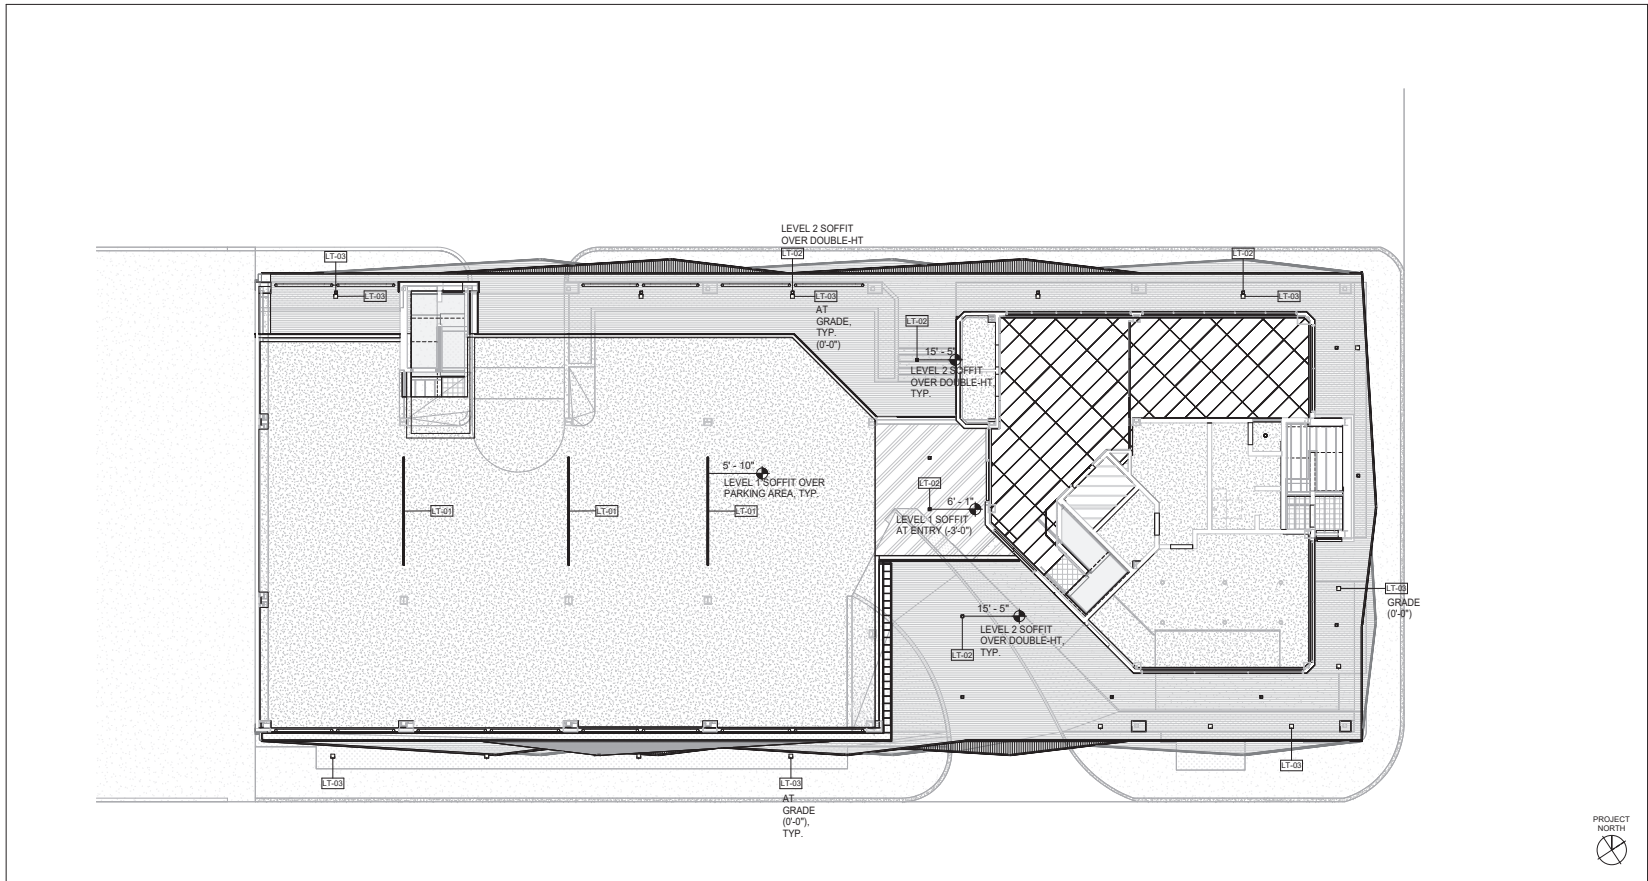 LEVEL 2 SOFFIT
OVER DOUBLE-HT
LT-02
LT-03
LT-03
LT-03
AT
GRADE,
TYP.
(0'-0")
LT-02
LT-03
LT-02
15' - 5"
LEVEL 2 SOFFIT
OVER DOUBLE-HT,
TYP.
5' - 10"
LEVEL 1 SOFFIT OVER
PARKING AREA, TYP.
LT-01
LT-01
LT-01
LT-02
6' - 1"
LEVEL 1 SOFFIT
AT ENTRY (-3'-0")
15' - 5"
LEVEL 2 SOFFIT
OVER DOUBLE-HT,
TYP.
LT-02
LT-03
GRADE
(0'-0")
LT-03
LT-03
LT-03
AT
GRADE
(0'-0"),
TYP.
PROJECT
NORTH